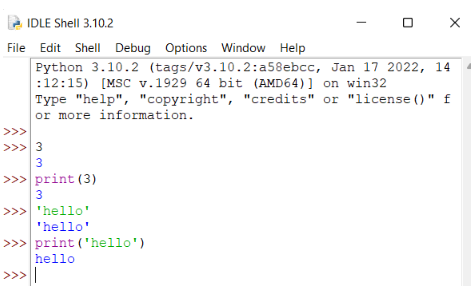 IDLE Shell 3.10.2
File Edit Shell Debug Options Window Help
Python 3.10.2 (tags/v3.10.2:a58ebcc, Jan 17 2022, 14
:12:15) [MSC v.1929 64 bit (AMD64)] on win32
Type "help", "copyright", "credits" or "license()" f
or more information.
>>>
>>> 3
3
>>> print(3)
3
>>> 'hello'
'hello'
>>> print('hello')
hello
>>>